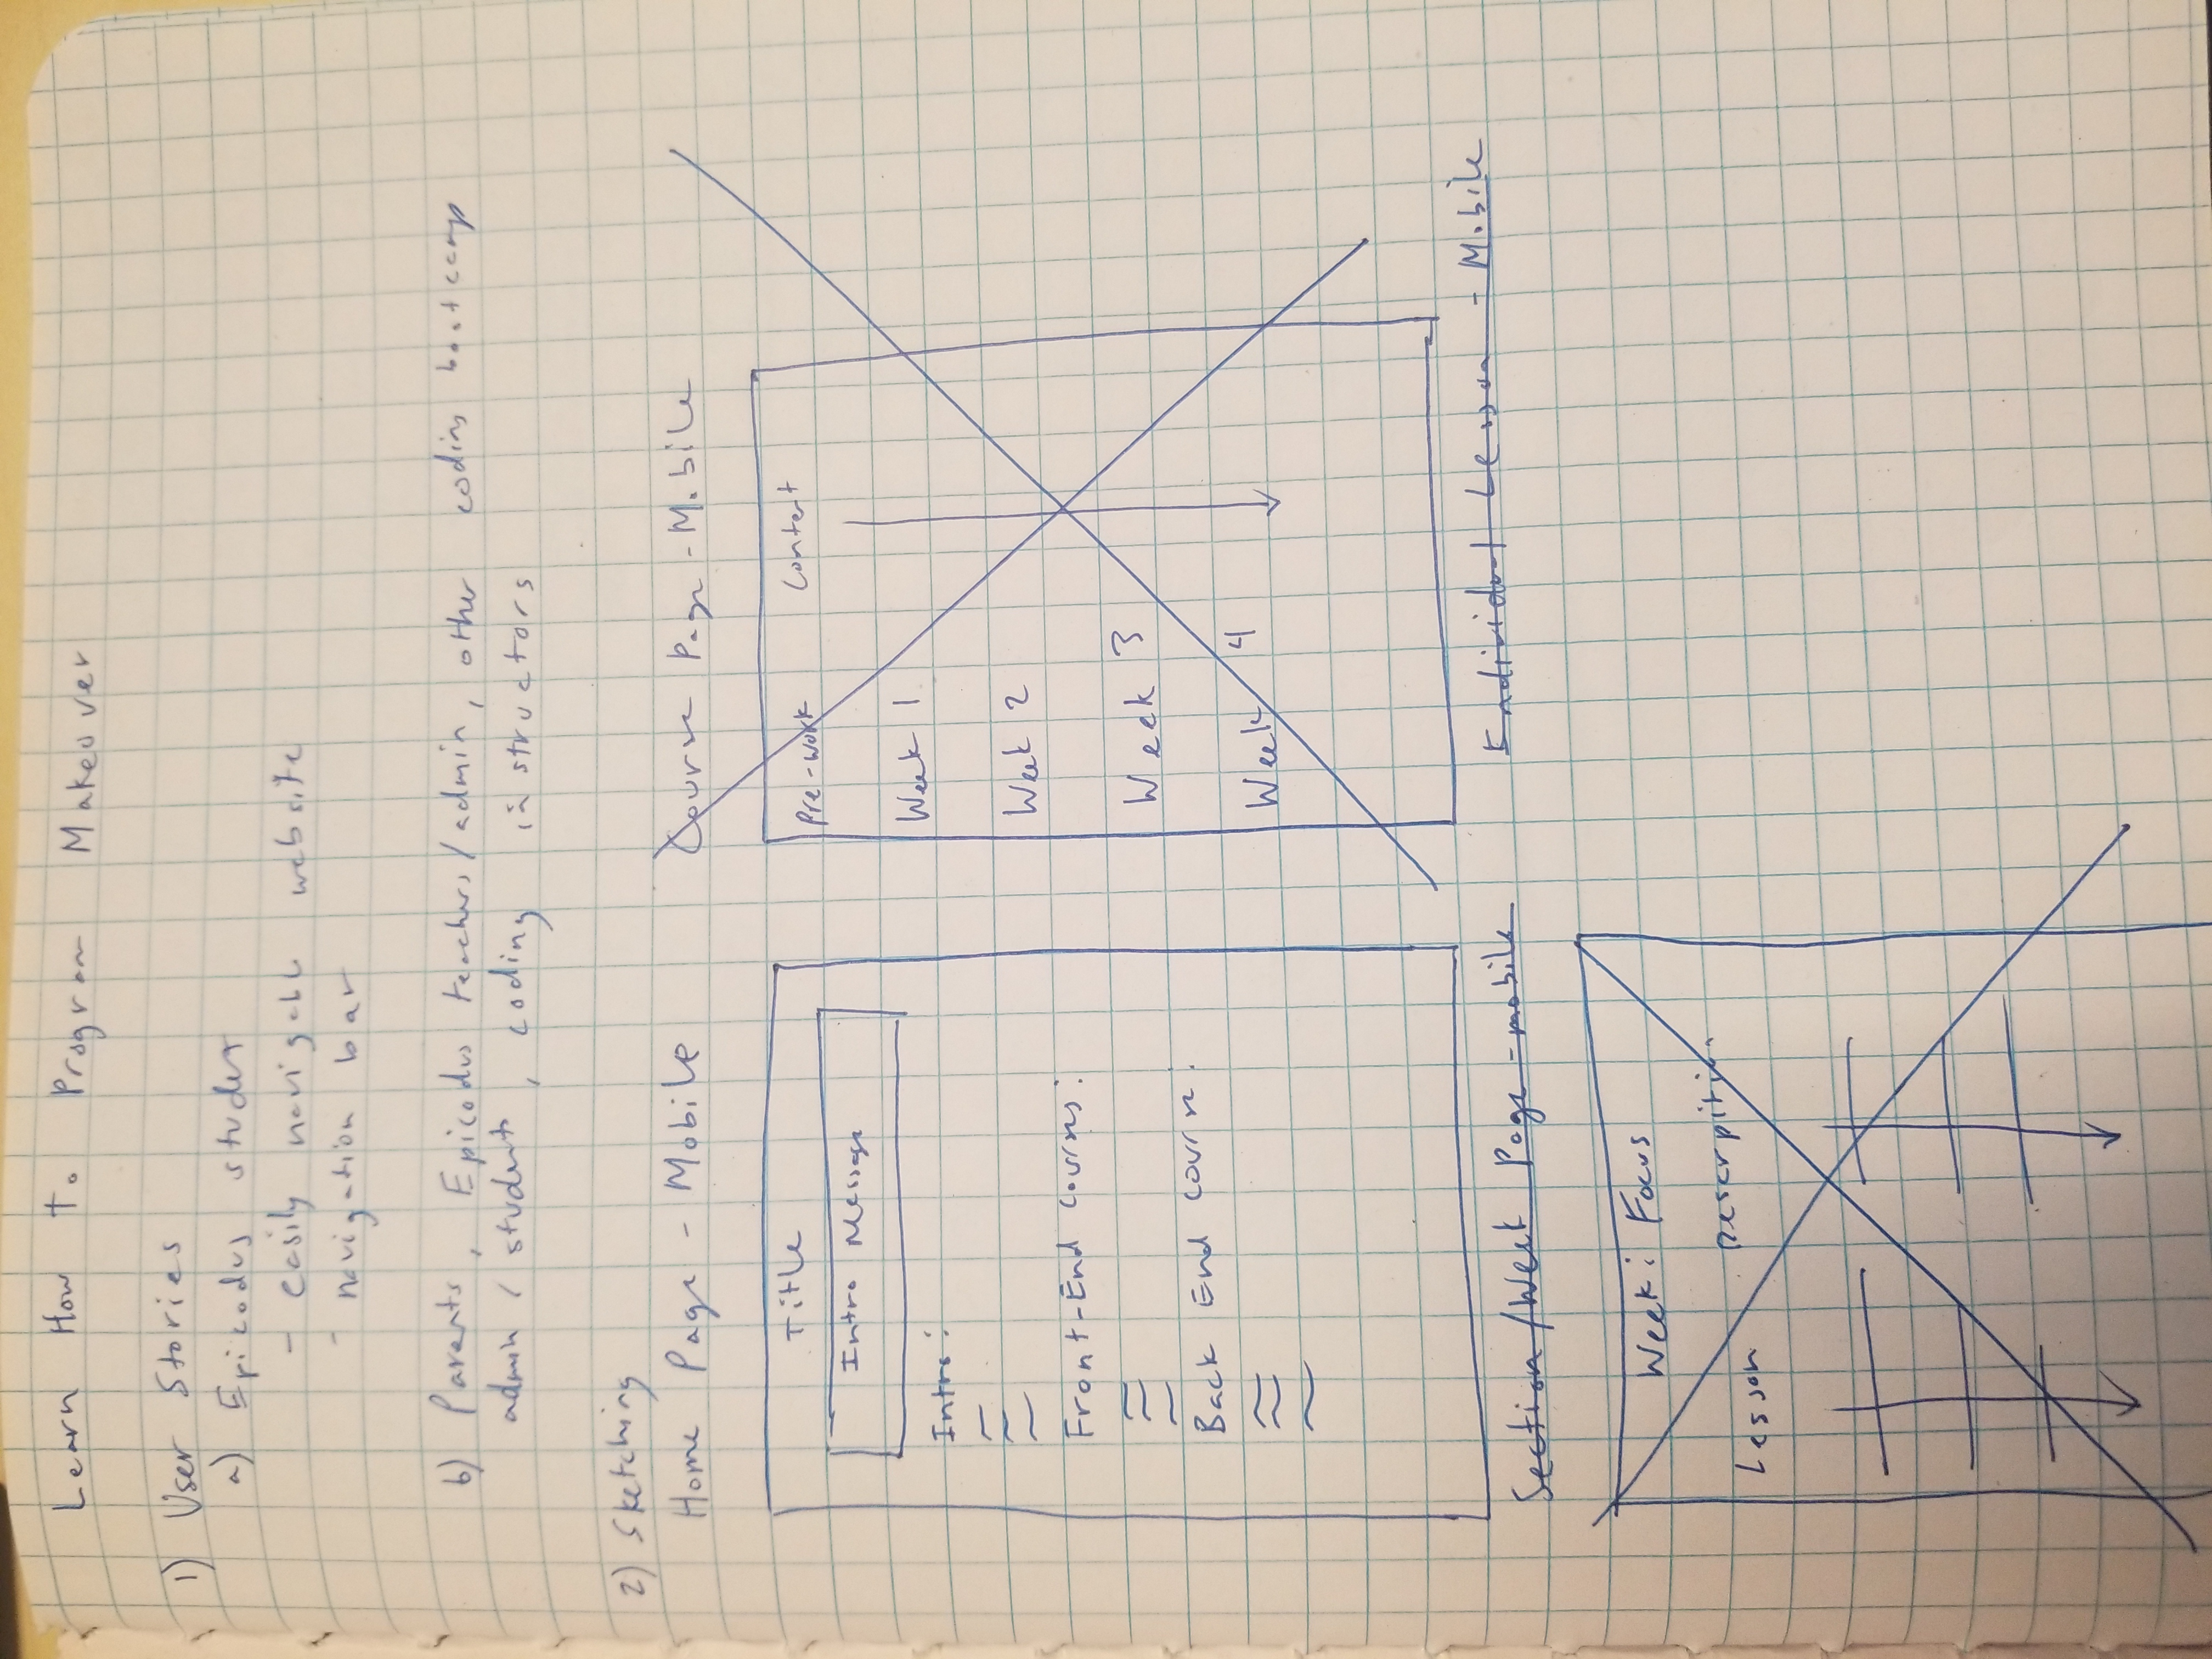 Learn How To Program Makeover
1) User Stories
a) Epicodus student
- easily navigable website
- navigation bar
b) Parents, Epicodus teachers/admin, other coding bootcamp
admin / students, coding instructors
2) Sketching
Home Page - Mobile
Title
Intro Message
Intro:
Front-End Courses:
Back End Courses:
Course Page - Mobile
Pre-work Content
Week 1
Week 2
Week 3
Week 4
Section/Week Page - mobile
Individual Lesson - Mobile
Week: Focus
Lesson Descrpition